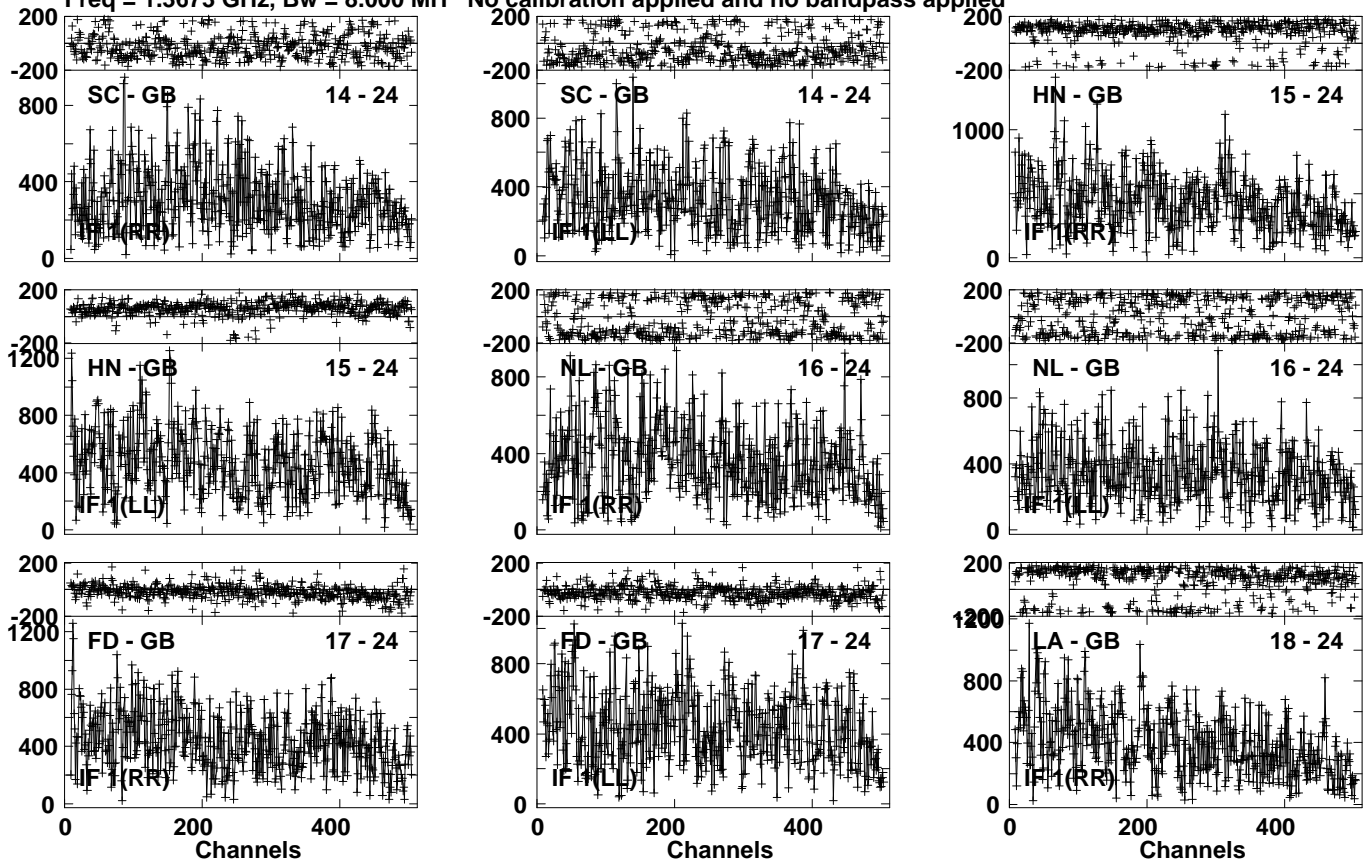 Freq = 1.3675 GHz, Bw = 8.000 MH No calibration applied and no bandpass applied
200 200 200
-200 -200 -200
SC - GB 14 - 24 SC - GB 14 - 24 HN - GB 15 - 24
800 800 1000
400 400
IF 1(RR) IF 1(LL) IF 1(RR)
0 0 0
200 200 200
-200 -200 -200
1200 HN - GB 15 - 24 NL - GB 16 - 24 NL - GB 16 - 24
800 800 800
400 400 400
IF 1(LL) IF 1(RR) IF 1(LL)
0 0 0
200 200 200
-200 -200 -200
1200 FD - GB 17 - 24 FD - GB 17 - 24 1200 LA - GB 18 - 24
800 800 800
400 400 400
IF 1(RR) IF 1(LL) IF 1(RR)
0 0 0
0 200 400 0 200 400 0 200 400
Channels Channels Channels